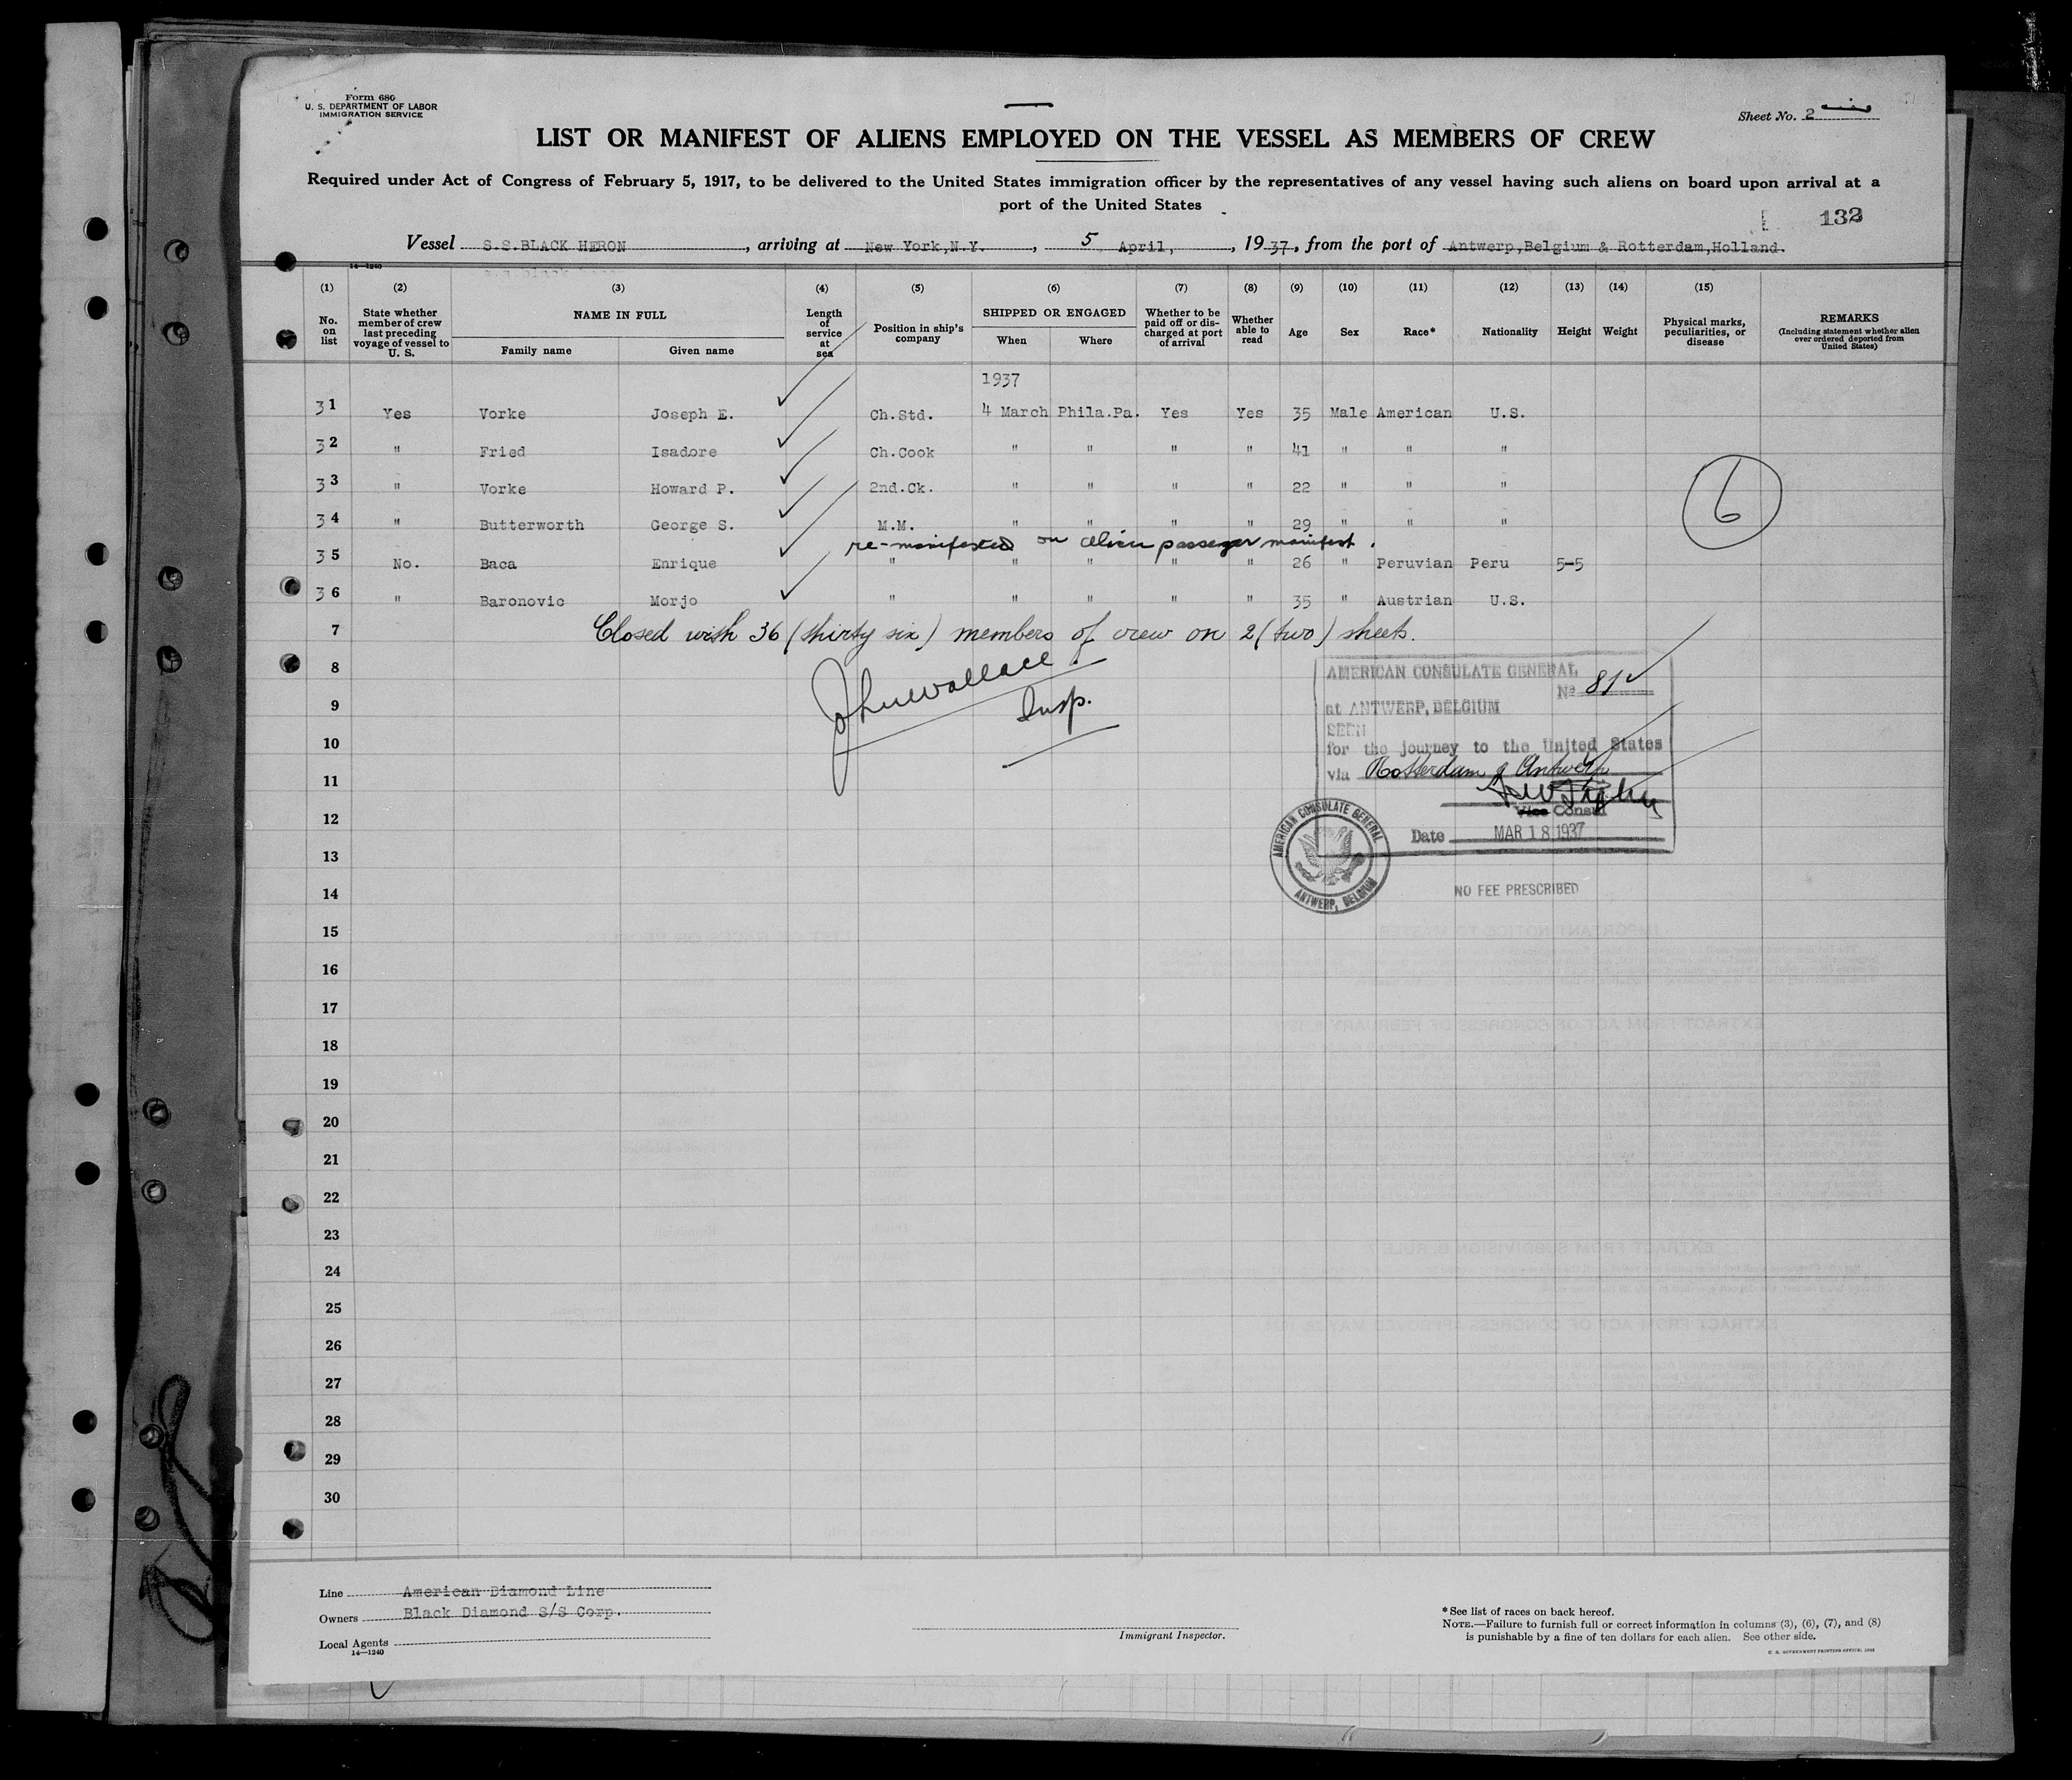 Form 680
U. S. DEPARTMENT OF LABOR
IMMIGRATION SERVICE
Sheet No. 2
LIST OR MANIFEST OF ALIENS EMPLOYED ON THE VESSEL AS MEMBERS OF CREW
Required under Act of Congress of February 5, 1917, to be delivered to the United States immigration officer by the representatives of any vessel having such aliens on board upon arrival at a
port of the United States
132
Vessel S.S.BLACK HERON, arriving at New York,N.Y., 5 April, , 1937, from the port of Antwerp,Belgium & Rotterdam,Holland.
14—1240
(1) (2) (3) (4) (5) (6) (7) (8) (9) (10) (11) (12) (13) (14) (15)
No. on list State whether member of crew last preceding voyage of vessel to U. S. NAME IN FULL Family name Given name Length of service at sea Position in ship's company SHIPPED OR ENGAGED When Where Whether to be paid off or discharged at port of arrival Whether able to read Age Sex Race* Nationality Height Weight Physical marks, peculiarities, or disease REMARKS (Including statement whether alien ever ordered deported from United States)
1937
31 Yes Vorke Joseph E. Ch.Std. 4 March Phila.Pa. Yes Yes 35 Male American U.S.
32 " Fried Isadore Ch.Cook " " " " 41 " " "
33 " Vorke Howard P. 2nd.Ck. " " " " 22 " " "
6
34 " Butterworth George S. M.M. " " " " 29 " " "
re-manifested on alien passenger manifest.
35 No. Baca Enrique " " " " " 26 " Peruvian Peru 5-5
36 " Baronovic Morjo " " " " " 35 " Austrian U.S.
7 Closed with 36 (thirty six) members of crew on 2 (two) sheets.
8 John Wallace
9 Insp.
AMERICAN CONSULATE GENERAL
No 81
at ANTWERP, BELGIUM
SEEN
for the journey to the United States
via Rotterdam & Antwerp
Vice Consul
Date MAR 18 1937
AMERICAN CONSULATE GENERAL
ANTWERP, BELGIUM
NO FEE PRESCRIBED
10
11
12
13
14
15
16
17
18
19
20
21
22
23
24
25
26
27
28
29
30
Line American Diamond Line
Owners Black Diamond S/S Corp.
Local Agents
14—1240
Immigrant Inspector.
*See list of races on back hereof.
NOTE.—Failure to furnish full or correct information in columns (3), (6), (7), and (8)
is punishable by a fine of ten dollars for each alien. See other side.